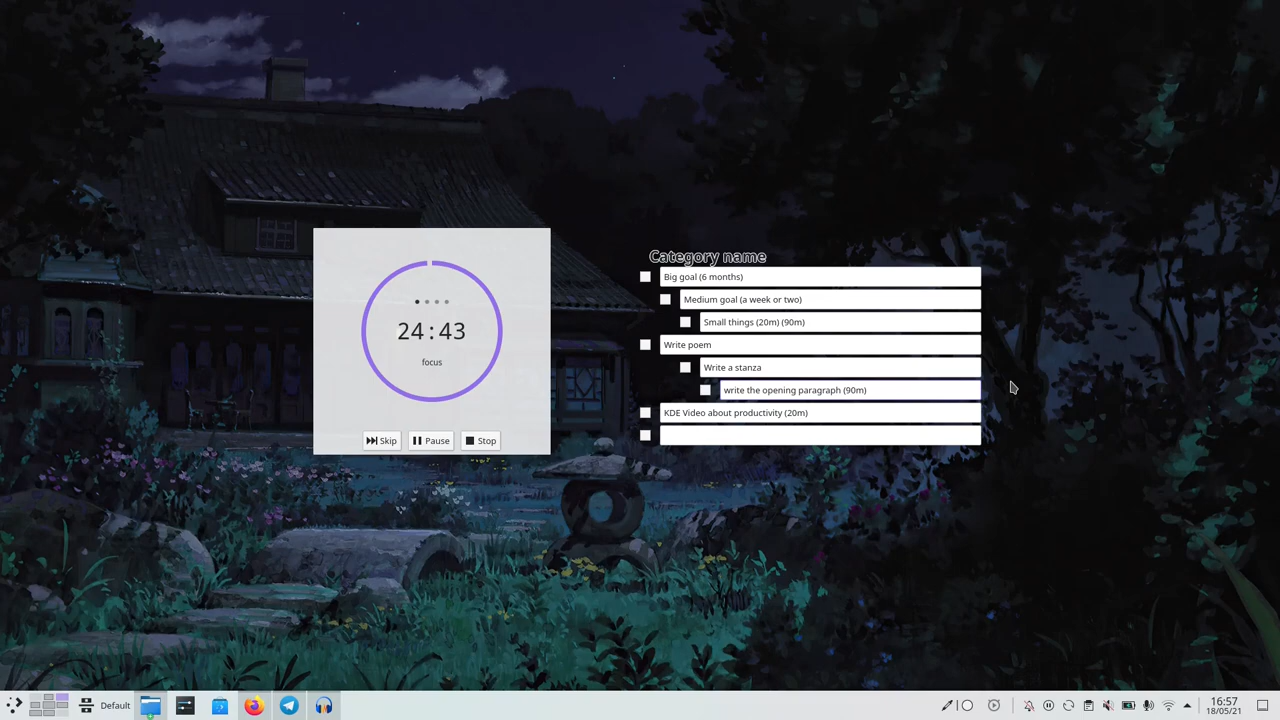 24:43
focus
Skip
Pause
Stop
Category name
Big goal (6 months)
Medium goal (a week or two)
Small things (20m) (90m)
Write poem
Write a stanza
write the opening paragraph (90m)
KDE Video about productivity (20m)
Default
16:57
18/05/21